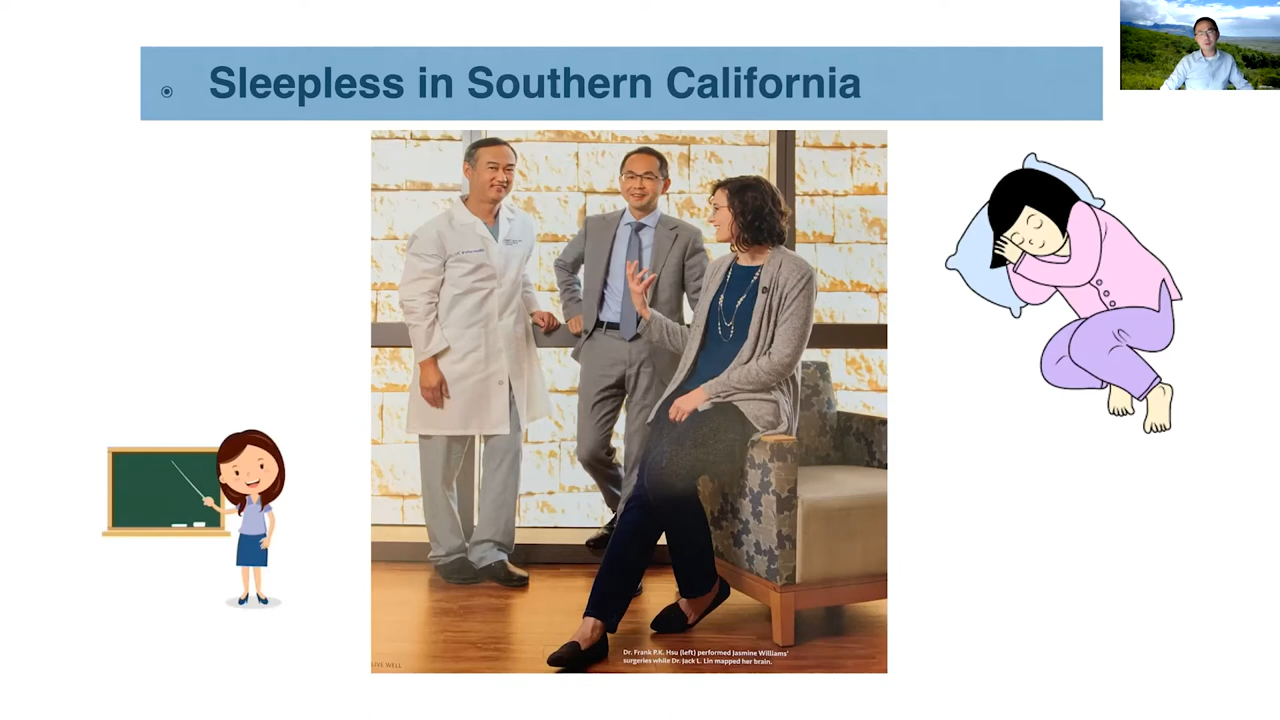 Sleepless in Southern California
Dr. Frank P.K. Hsu (left) performed Jasmine Williams'
surgeries while Dr. Jack L. Lin mapped her brain.
LIVE WELL